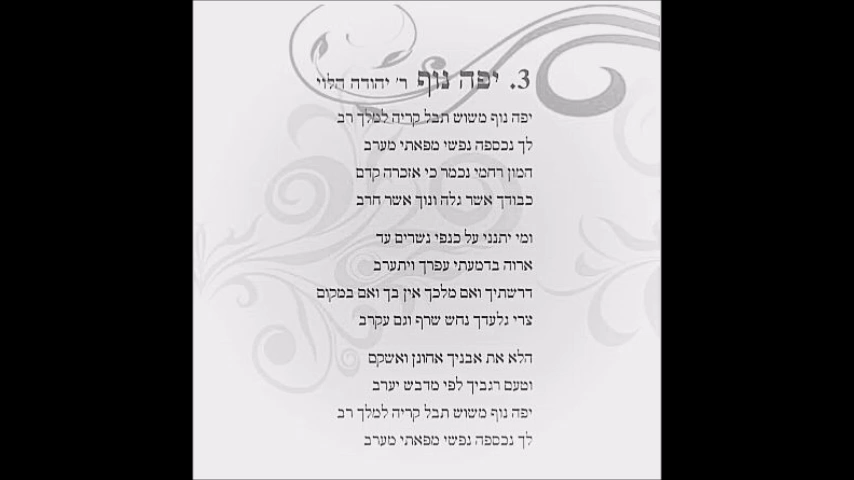 3. יפה נוף ר' יהודה הלוי
יפה נוף משוש תבל קריה למלך רב
לך נכספה נפשי מפאתי מערב
המון רחמי נכמר כי אזכרה קדם
כבודך אשר גלה ונוך אשר חרב
ומי יתנני על כנפי נשרים עד
ארוה בדמעתי עפרך ויתערב
דרשתיך ואם מלכך אין בך ואם במקום
צרי גלעדך נחש שרף וגם עקרב
הלא את אבניך אחונן ואשקם
וטעם רגביך לפי מדבש יערב
יפה נוף משוש תבל קריה למלך רב
לך נכספה נפשי מפאתי מערב